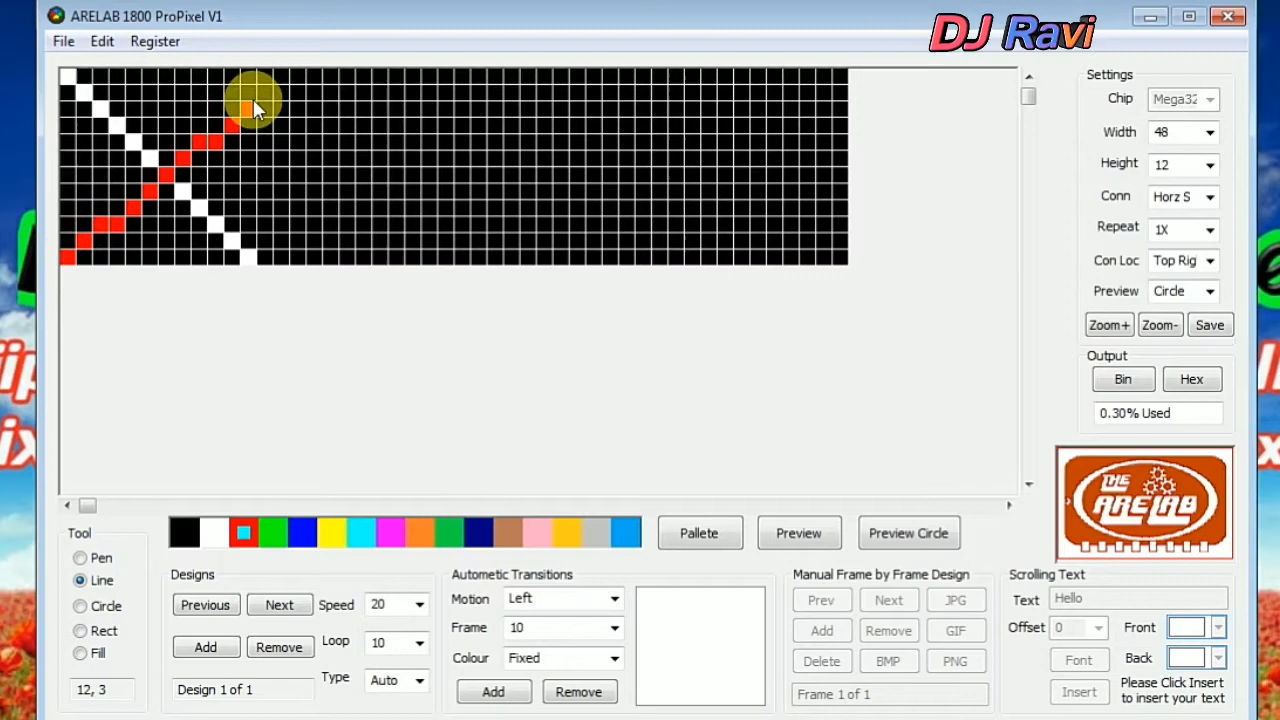 ARELAB 1800 ProPixel V1
DJ Ravi
File Edit Register
Settings
Chip Mega32
Width 48
Height 12
Conn Horz S
Repeat 1X
Con Loc Top Rig
Preview Circle
Zoom+ Zoom- Save
Output
Bin Hex
0.30% Used
THE ARELAB
Pallete Preview Preview Circle
Tool
Pen
Line
Circle
Rect
Fill
12, 3
Designs
Previous Next Speed 20
Add Remove Loop 10
Design 1 of 1 Type Auto
Automatic Transitions
Motion Left
Frame 10
Colour Fixed
Add Remove
Manual Frame by Frame Design
Prev Next JPG
Add Remove GIF
Delete BMP PNG
Frame 1 of 1
Scrolling Text
Text Hello
Offset 0 Front
Font Back
Insert
Please Click Insert
to insert your text